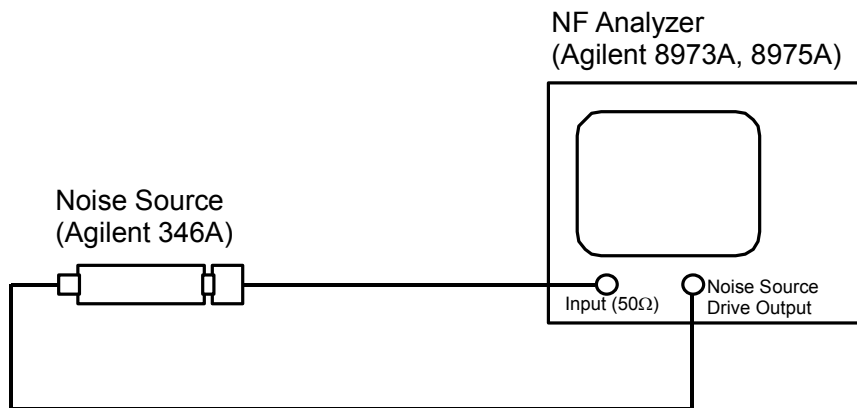 NF Analyzer
(Agilent 8973A, 8975A)
Noise Source
(Agilent 346A)
Input (50Ω)
Noise Source
Drive Output